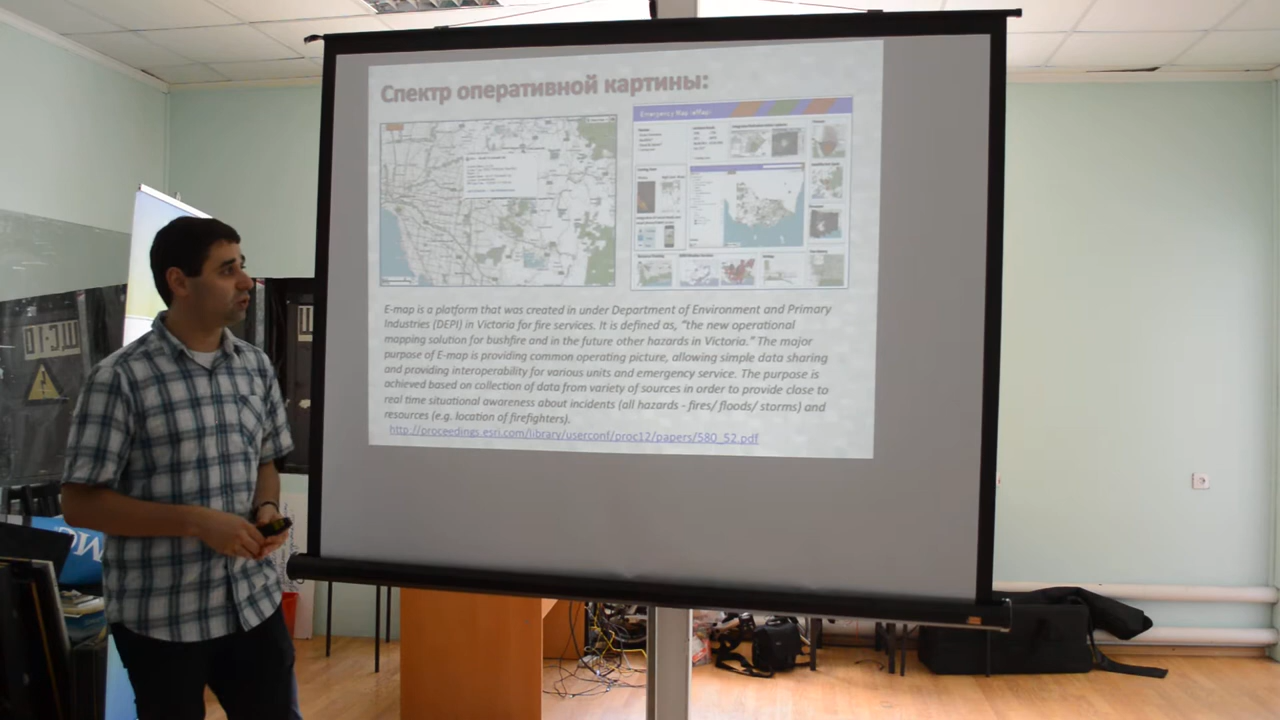 Спектр оперативной картины:
E-map is a platform that was created in under Department of Environment and Primary
Industries (DEPI) in Victoria for fire services. It is defined as, "the new operational
mapping solution for bushfire and in the future other hazards in Victoria." The major
purpose of E-map is providing common operating picture, allowing simple data sharing
and providing interoperability for various units and emergency service. The purpose is
achieved based on collection of data from variety of sources in order to provide close to
real time situational awareness about incidents (all hazards - fires/ floods/ storms) and
resources (e.g. location of firefighters).
http://proceedings.esri.com/library/userconf/proc12/papers/580_52.pdf